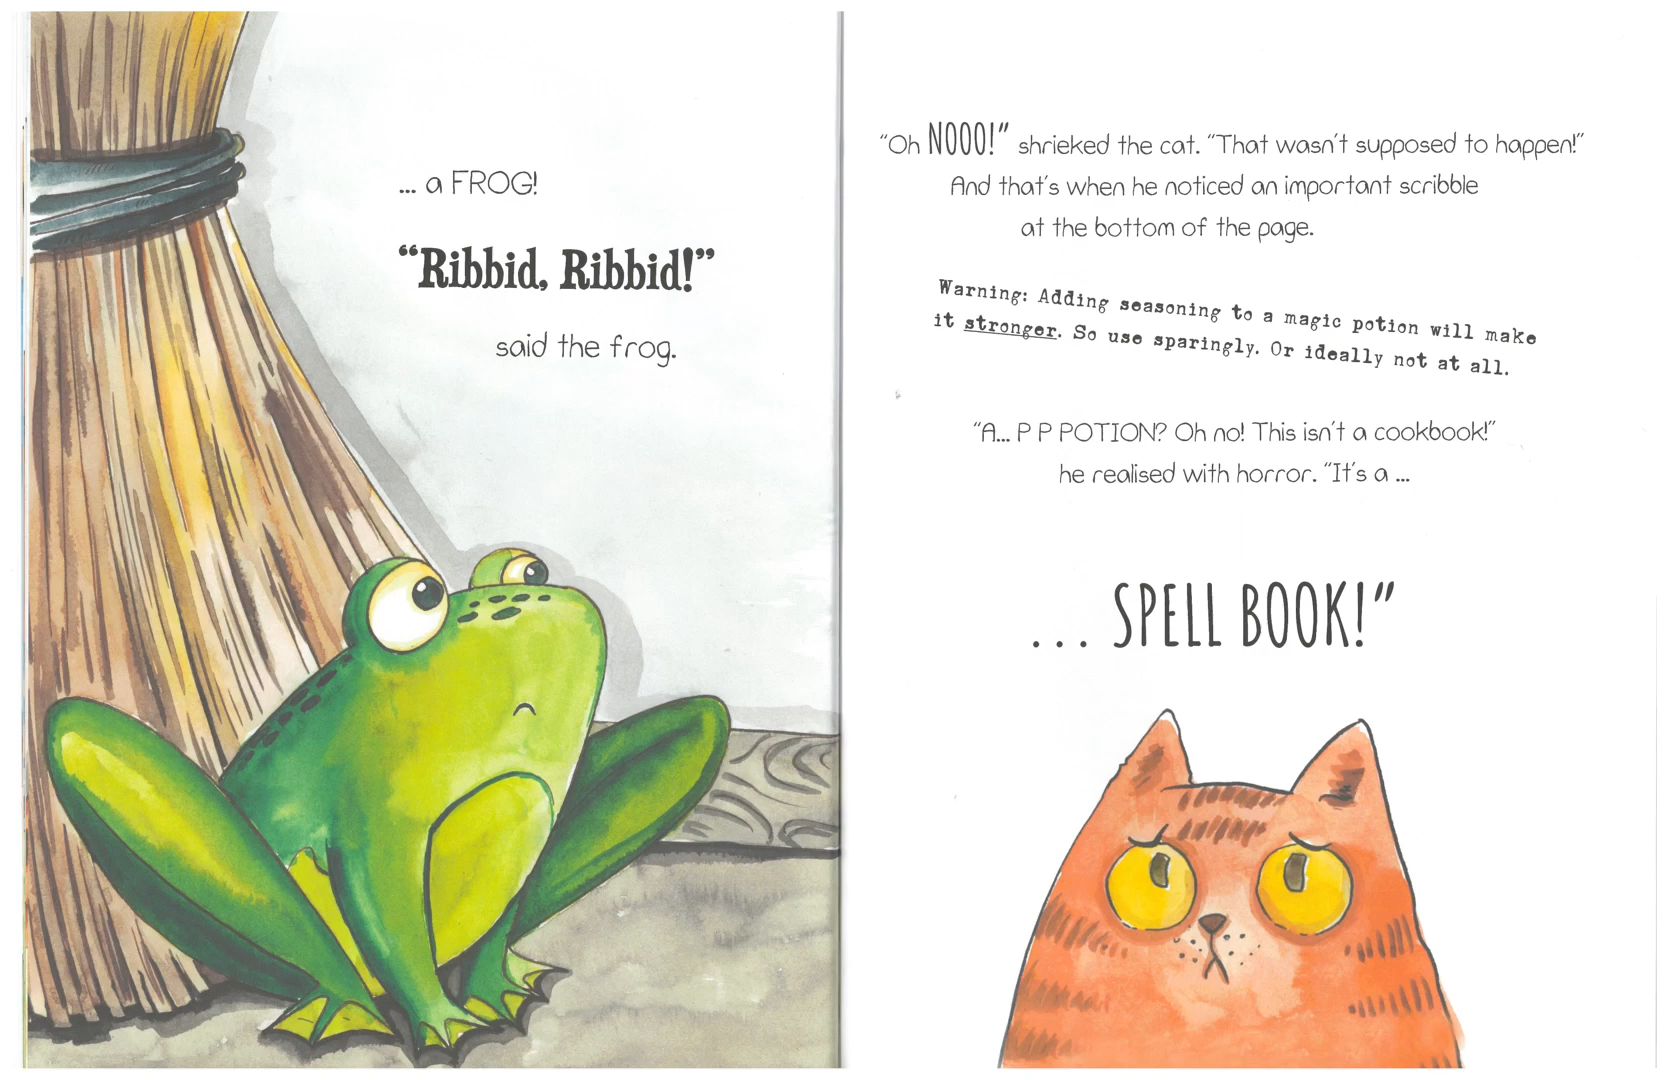 ... a FROG!
“Ribbid, Ribbid!”
said the frog.
“Oh NOOO!” shrieked the cat. “That wasn't supposed to happen!”
And that's when he noticed an important scribble
at the bottom of the page.
Warning: Adding seasoning to a magic potion will make
it stronger. So use sparingly. Or ideally not at all.
“A... P P POTION? Oh no! This isn't a cookbook!”
he realised with horror. “It's a ...
... SPELL BOOK!”